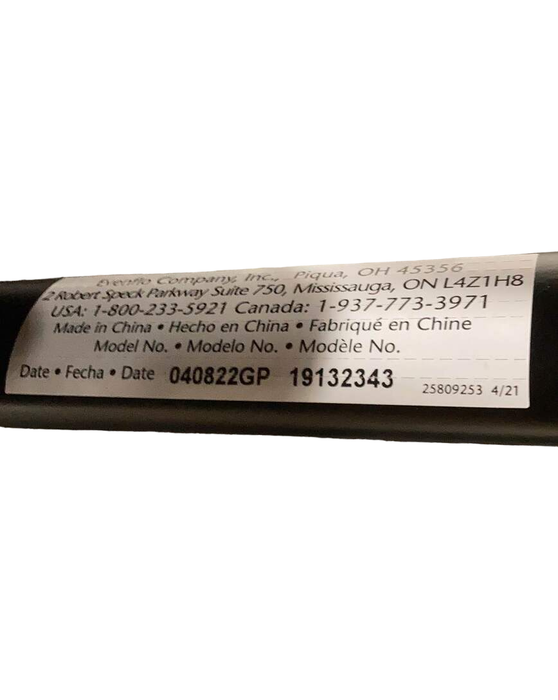 Evenflo Company, Inc., Piqua, OH 45356
2 Robert Speck Parkway Suite 750, Mississauga, ON L4Z1H8
USA: 1-800-233-5921 Canada: 1-937-773-3971
Made in China • Hecho en China • Fabriqué en Chine
Model No. • Modelo No. • Modèle No.
Date • Fecha • Date 040822GP 19132343
25809253 4/21